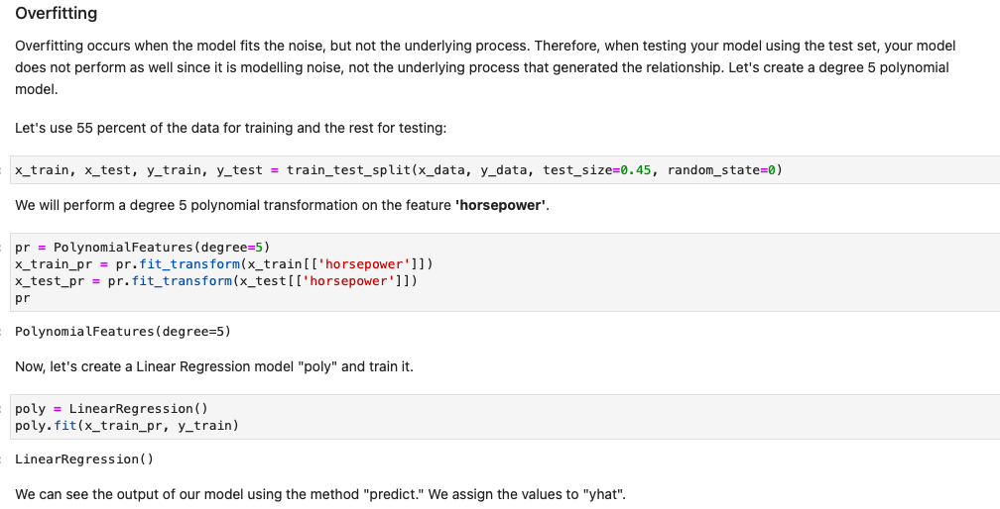 Overfitting
Overfitting occurs when the model fits the noise, but not the underlying process. Therefore, when testing your model using the test set, your model
does not perform as well since it is modelling noise, not the underlying process that generated the relationship. Let's create a degree 5 polynomial
model.
Let's use 55 percent of the data for training and the rest for testing:
x_train, x_test, y_train, y_test = train_test_split(x_data, y_data, test_size=0.45, random_state=0)
We will perform a degree 5 polynomial transformation on the feature 'horsepower'.
pr = PolynomialFeatures(degree=5)
x_train_pr = pr.fit_transform(x_train[['horsepower']])
x_test_pr = pr.fit_transform(x_test[['horsepower']])
pr
PolynomialFeatures(degree=5)
Now, let's create a Linear Regression model "poly" and train it.
poly = LinearRegression()
poly.fit(x_train_pr, y_train)
LinearRegression()
We can see the output of our model using the method "predict." We assign the values to "yhat".